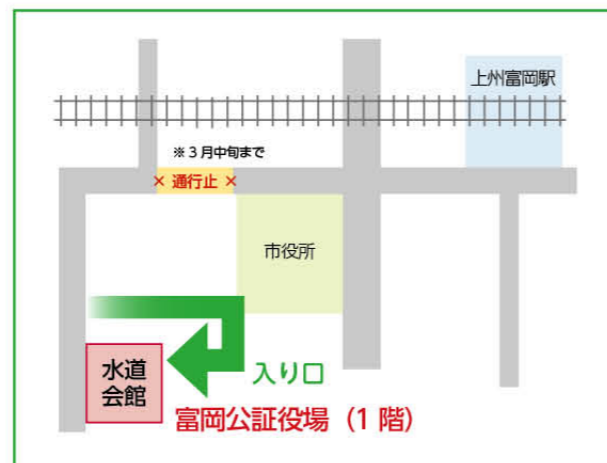 上州富岡駅
※3月中旬まで
× 通行止 ×
市役所
水道
会館
入り口
富岡公証役場（1階）